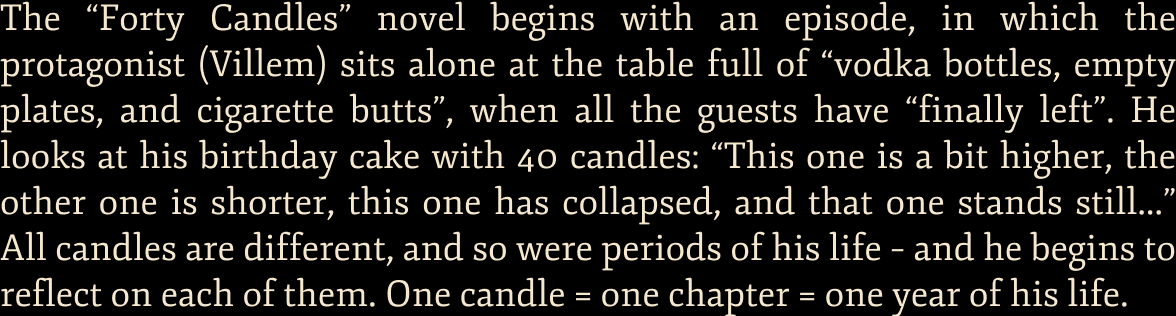 The “Forty Candles” novel begins with an episode, in which the
protagonist (Villem) sits alone at the table full of “vodka bottles, empty
plates, and cigarette butts”, when all the guests have “finally left”. He
looks at his birthday cake with 40 candles: “This one is a bit higher, the
other one is shorter, this one has collapsed, and that one stands still...”
All candles are different, and so were periods of his life – and he begins to
reflect on each of them. One candle = one chapter = one year of his life.